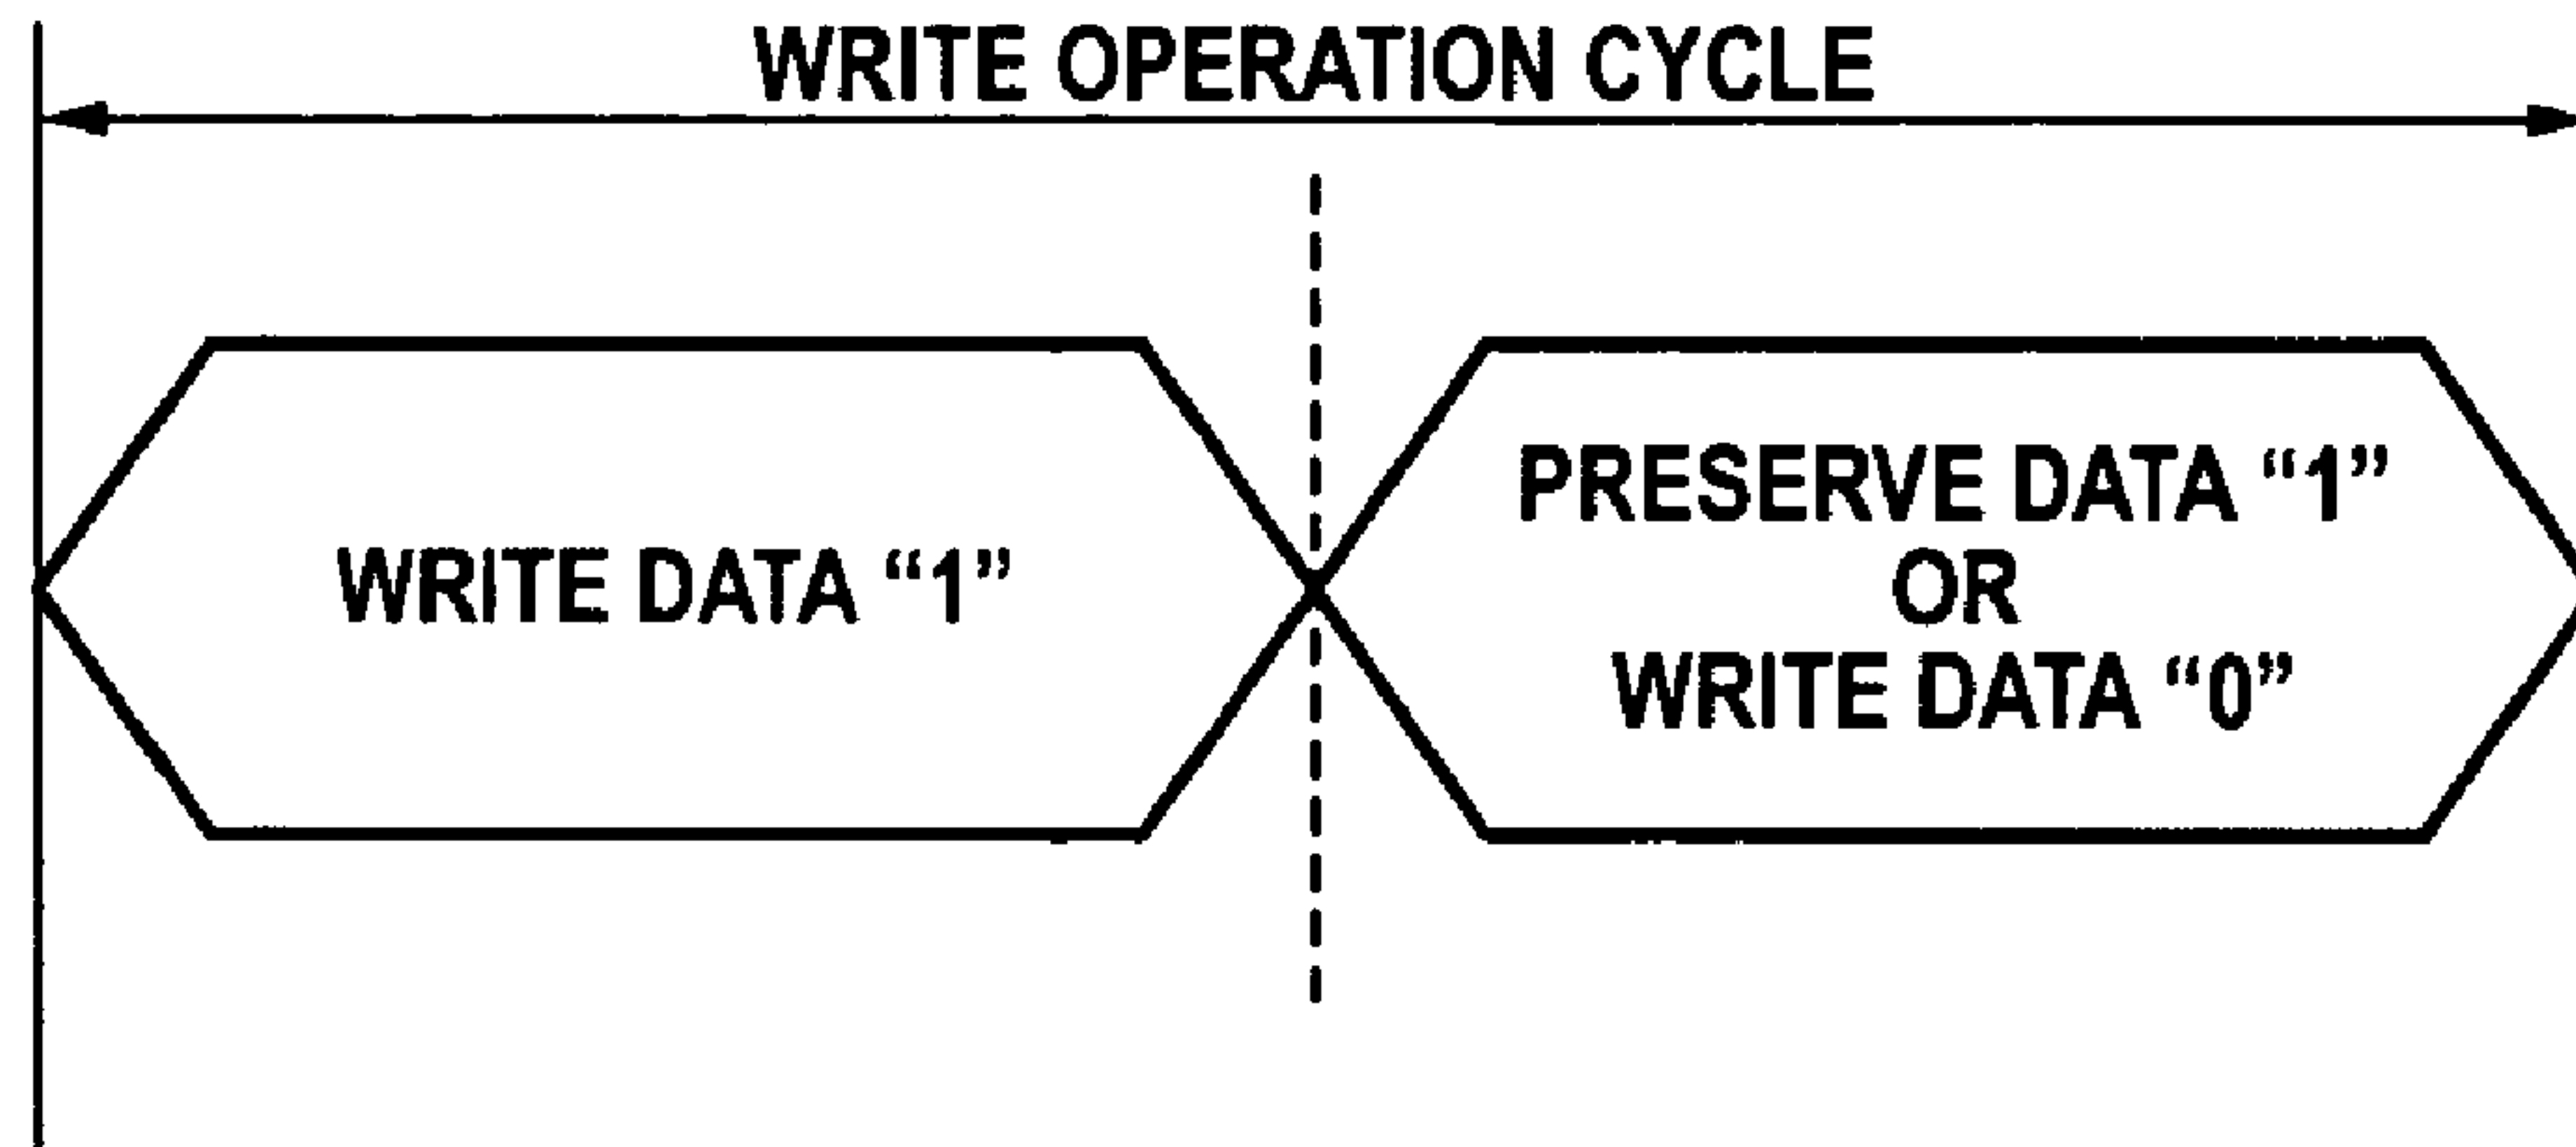 WRITE OPERATION CYCLE
WRITE DATA “1”
PRESERVE DATA “1”
OR
WRITE DATA “0”